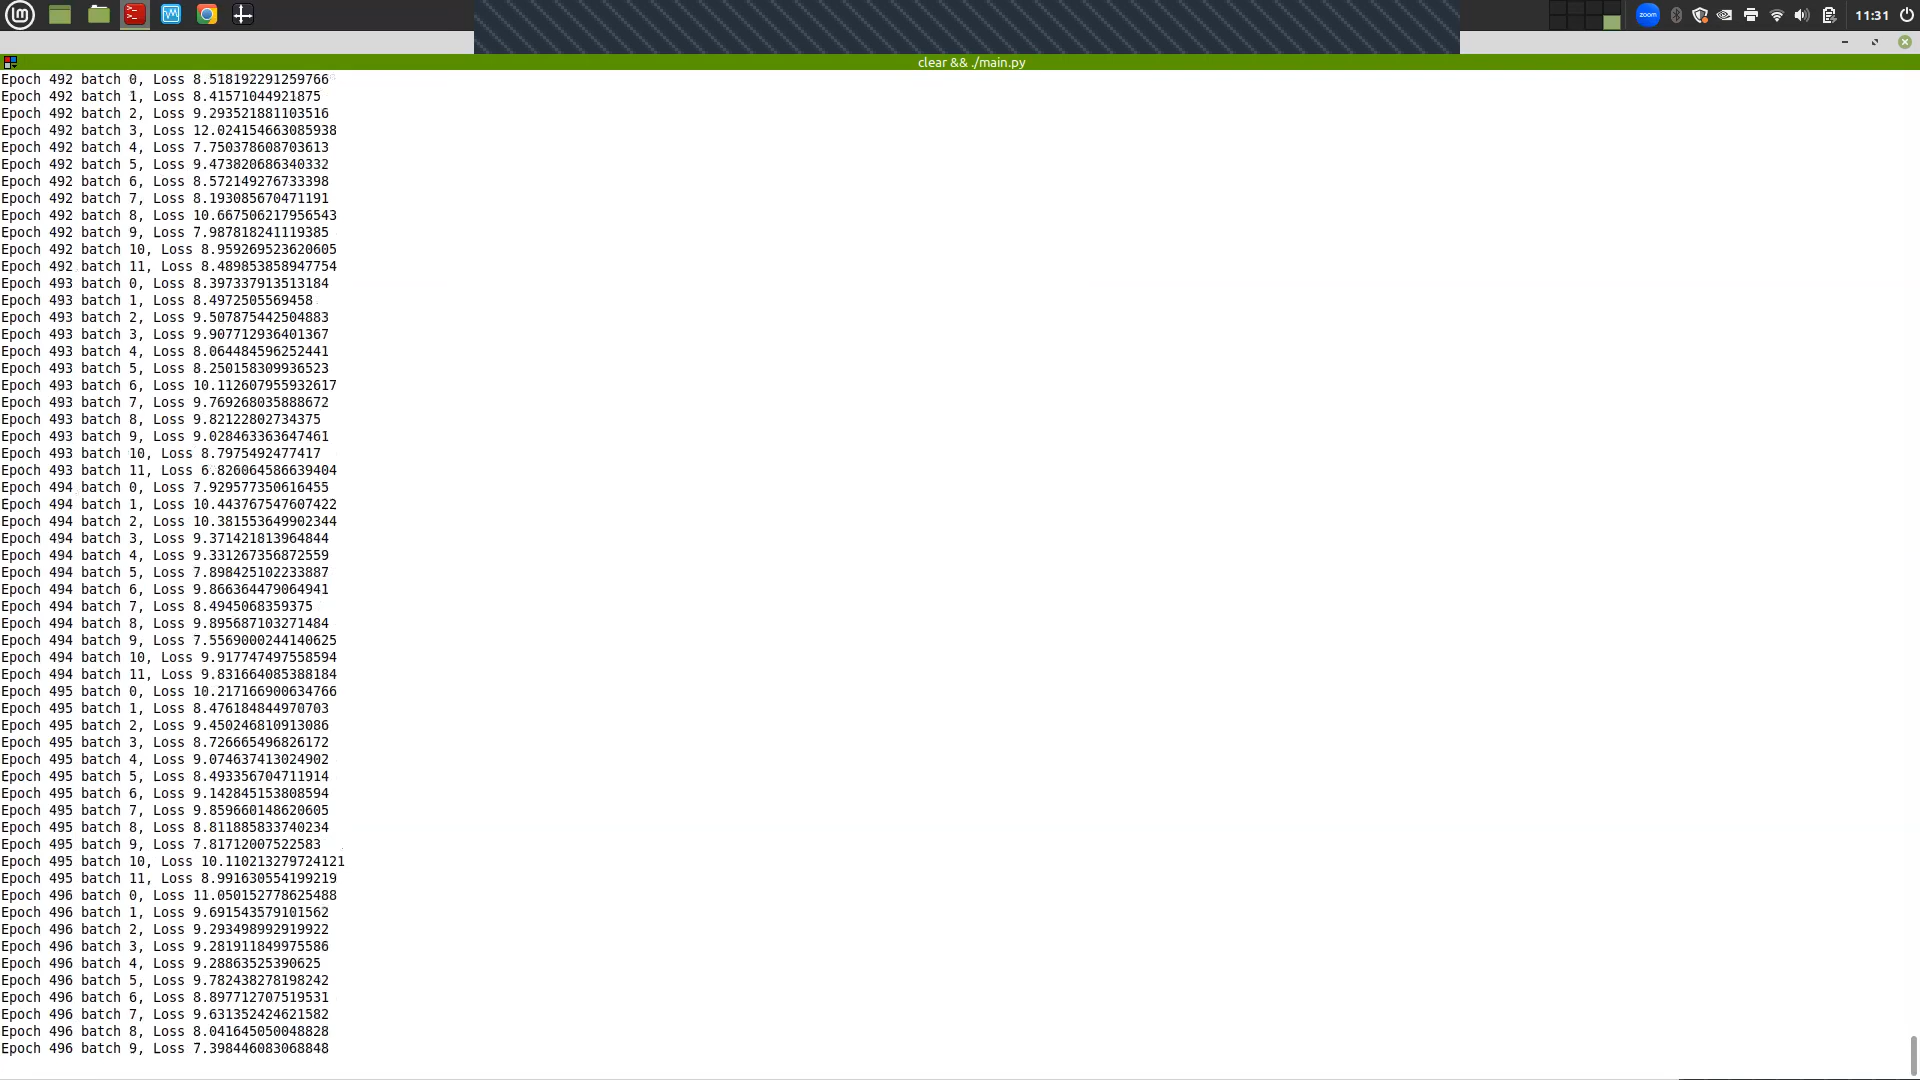 zoom
11:31
clear && ./main.py
Epoch 492 batch 0, Loss 8.518192291259766
Epoch 492 batch 1, Loss 8.41571044921875
Epoch 492 batch 2, Loss 9.293521881103516
Epoch 492 batch 3, Loss 12.024154663085938
Epoch 492 batch 4, Loss 7.750378608703613
Epoch 492 batch 5, Loss 9.473820686340332
Epoch 492 batch 6, Loss 8.572149276733398
Epoch 492 batch 7, Loss 8.193085670471191
Epoch 492 batch 8, Loss 10.667506217956543
Epoch 492 batch 9, Loss 7.987818241119385
Epoch 492 batch 10, Loss 8.959269523620605
Epoch 492 batch 11, Loss 8.489853858947754
Epoch 493 batch 0, Loss 8.397337913513184
Epoch 493 batch 1, Loss 8.4972505569458
Epoch 493 batch 2, Loss 9.507875442504883
Epoch 493 batch 3, Loss 9.907712936401367
Epoch 493 batch 4, Loss 8.064484596252441
Epoch 493 batch 5, Loss 8.250158309936523
Epoch 493 batch 6, Loss 10.112607955932617
Epoch 493 batch 7, Loss 9.769268035888672
Epoch 493 batch 8, Loss 9.82122802734375
Epoch 493 batch 9, Loss 9.028463363647461
Epoch 493 batch 10, Loss 8.7975492477417
Epoch 493 batch 11, Loss 6.826064586639404
Epoch 494 batch 0, Loss 7.929577350616455
Epoch 494 batch 1, Loss 10.443767547607422
Epoch 494 batch 2, Loss 10.381553649902344
Epoch 494 batch 3, Loss 9.371421813964844
Epoch 494 batch 4, Loss 9.331267356872559
Epoch 494 batch 5, Loss 7.898425102233887
Epoch 494 batch 6, Loss 9.866364479064941
Epoch 494 batch 7, Loss 8.4945068359375
Epoch 494 batch 8, Loss 9.895687103271484
Epoch 494 batch 9, Loss 7.5569000244140625
Epoch 494 batch 10, Loss 9.917747497558594
Epoch 494 batch 11, Loss 9.831664085388184
Epoch 495 batch 0, Loss 10.217166900634766
Epoch 495 batch 1, Loss 8.476184844970703
Epoch 495 batch 2, Loss 9.450246810913086
Epoch 495 batch 3, Loss 8.726665496826172
Epoch 495 batch 4, Loss 9.074637413024902
Epoch 495 batch 5, Loss 8.493356704711914
Epoch 495 batch 6, Loss 9.142845153808594
Epoch 495 batch 7, Loss 9.859660148620605
Epoch 495 batch 8, Loss 8.811885833740234
Epoch 495 batch 9, Loss 7.81712007522583
Epoch 495 batch 10, Loss 10.110213279724121
Epoch 495 batch 11, Loss 8.991630554199219
Epoch 496 batch 0, Loss 11.050152778625488
Epoch 496 batch 1, Loss 9.691543579101562
Epoch 496 batch 2, Loss 9.293498992919922
Epoch 496 batch 3, Loss 9.281911849975586
Epoch 496 batch 4, Loss 9.28863525390625
Epoch 496 batch 5, Loss 9.782438278198242
Epoch 496 batch 6, Loss 8.897712707519531
Epoch 496 batch 7, Loss 9.631352424621582
Epoch 496 batch 8, Loss 8.041645050048828
Epoch 496 batch 9, Loss 7.398446083068848